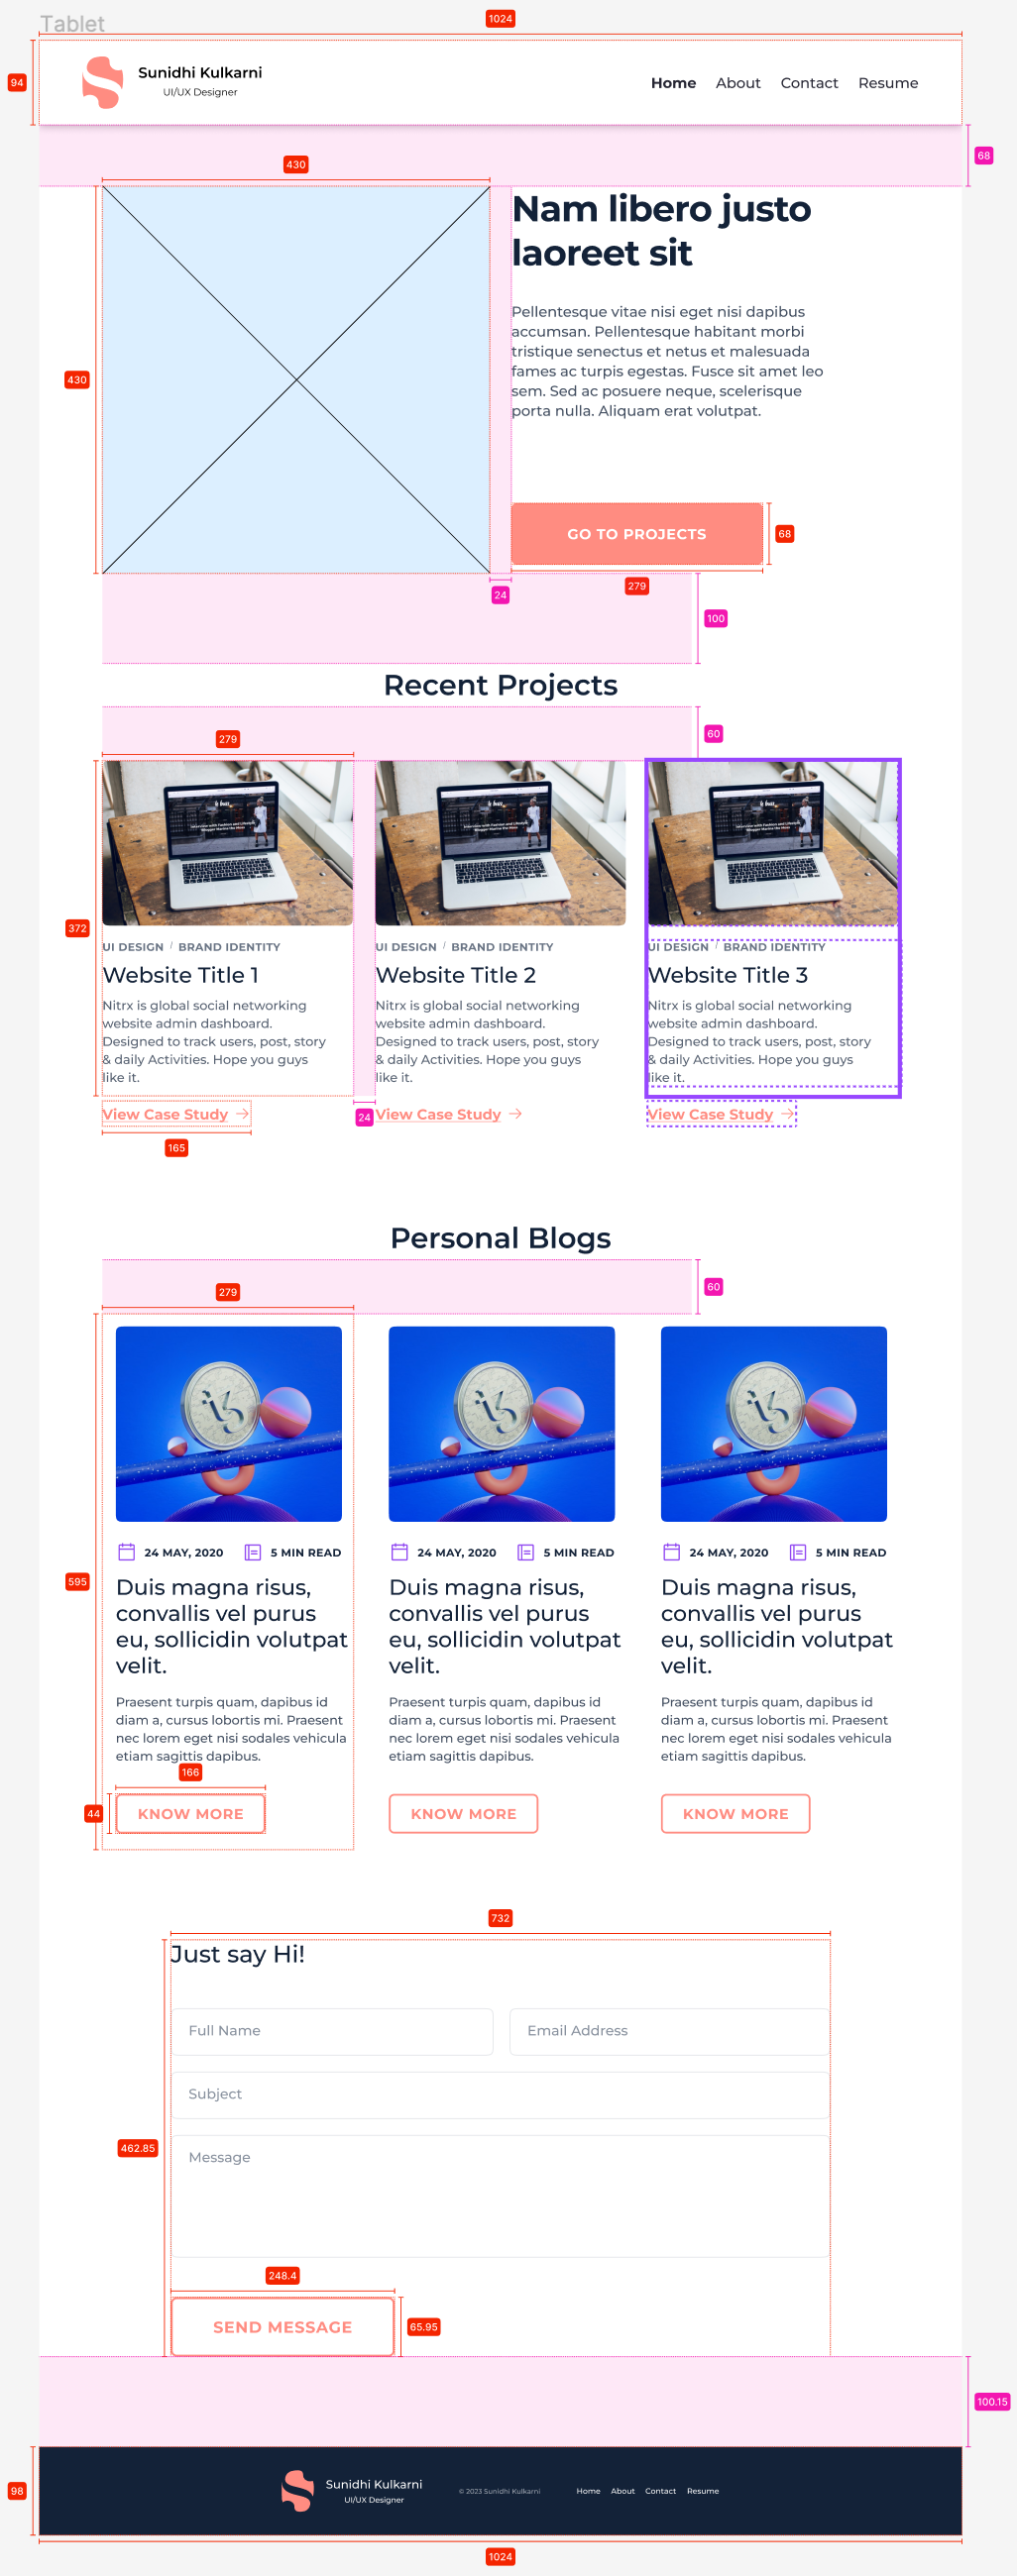 Tablet
1024
94
Sunidhi Kulkarni
UI/UX Designer
Home About Contact Resume
68
430
430
Nam libero justo
laoreet sit
Pellentesque vitae nisi eget nisi dapibus
accumsan. Pellentesque habitant morbi
tristique senectus et netus et malesuada
fames ac turpis egestas. Fusce sit amet leo
sem. Sed ac posuere neque, scelerisque
porta nulla. Aliquam erat volutpat.
GO TO PROJECTS
68
279
24
100
Recent Projects
60
279
372
UI DESIGN / BRAND IDENTITY
Website Title 1
Nitrx is global social networking
website admin dashboard.
Designed to track users, post, story
& daily Activities. Hope you guys
like it.
View Case Study
165
24
UI DESIGN / BRAND IDENTITY
Website Title 2
Nitrx is global social networking
website admin dashboard.
Designed to track users, post, story
& daily Activities. Hope you guys
like it.
View Case Study
UI DESIGN / BRAND IDENTITY
Website Title 3
Nitrx is global social networking
website admin dashboard.
Designed to track users, post, story
& daily Activities. Hope you guys
like it.
View Case Study
Personal Blogs
60
279
595
24 MAY, 2020 5 MIN READ
Duis magna risus,
convallis vel purus
eu, sollicidin volutpat
velit.
Praesent turpis quam, dapibus id
diam a, cursus lobortis mi. Praesent
nec lorem eget nisi sodales vehicula
etiam sagittis dapibus.
166
44
KNOW MORE
24 MAY, 2020 5 MIN READ
Duis magna risus,
convallis vel purus
eu, sollicidin volutpat
velit.
Praesent turpis quam, dapibus id
diam a, cursus lobortis mi. Praesent
nec lorem eget nisi sodales vehicula
etiam sagittis dapibus.
KNOW MORE
24 MAY, 2020 5 MIN READ
Duis magna risus,
convallis vel purus
eu, sollicidin volutpat
velit.
Praesent turpis quam, dapibus id
diam a, cursus lobortis mi. Praesent
nec lorem eget nisi sodales vehicula
etiam sagittis dapibus.
KNOW MORE
732
Just say Hi!
Full Name
Email Address
Subject
462.85
Message
248.4
SEND MESSAGE
65.95
100.15
98
Sunidhi Kulkarni
UI/UX Designer
© 2023 Sunidhi Kulkarni
Home About Contact Resume
1024